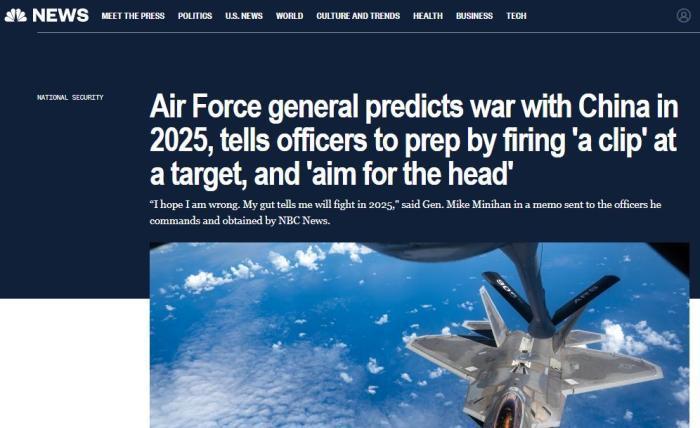 NEWS MEET THE PRESS POLITICS U.S. NEWS WORLD CULTURE AND TRENDS HEALTH BUSINESS TECH
NATIONAL SECURITY
Air Force general predicts war with China in
2025, tells officers to prep by firing 'a clip' at
a target, and 'aim for the head'
“I hope I am wrong. My gut tells me will fight in 2025,” said Gen. Mike Minihan in a memo sent to the officers he
commands and obtained by NBC News.